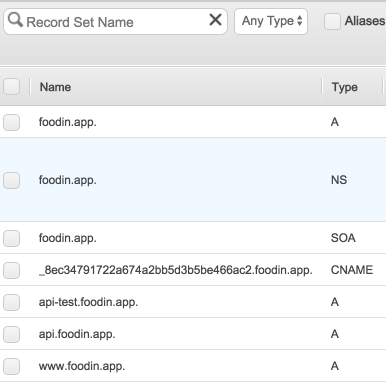 Record Set Name Any Type Aliases
Name Type
foodin.app. A
foodin.app. NS
foodin.app. SOA
_8ec34791722a674a2bb5d3b5be466ac2.foodin.app. CNAME
api-test.foodin.app. A
api.foodin.app. A
www.foodin.app. A